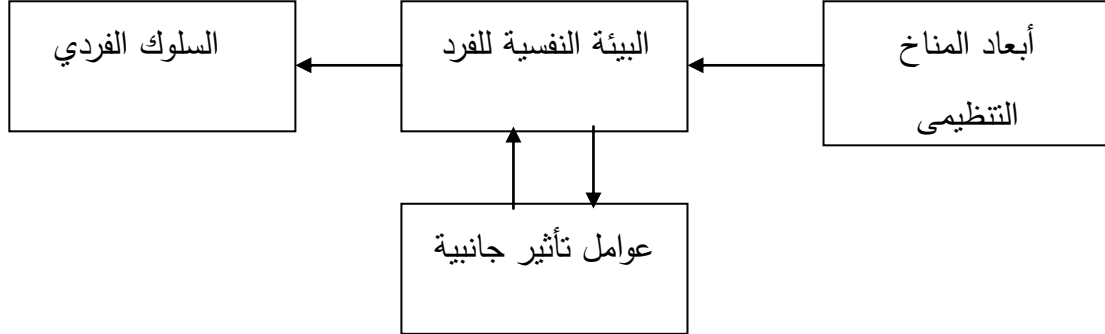 أبعاد المناخ
التنظيمى
البيئة النفسية للفرد
السلوك الفردي
عوامل تأثير جانبية